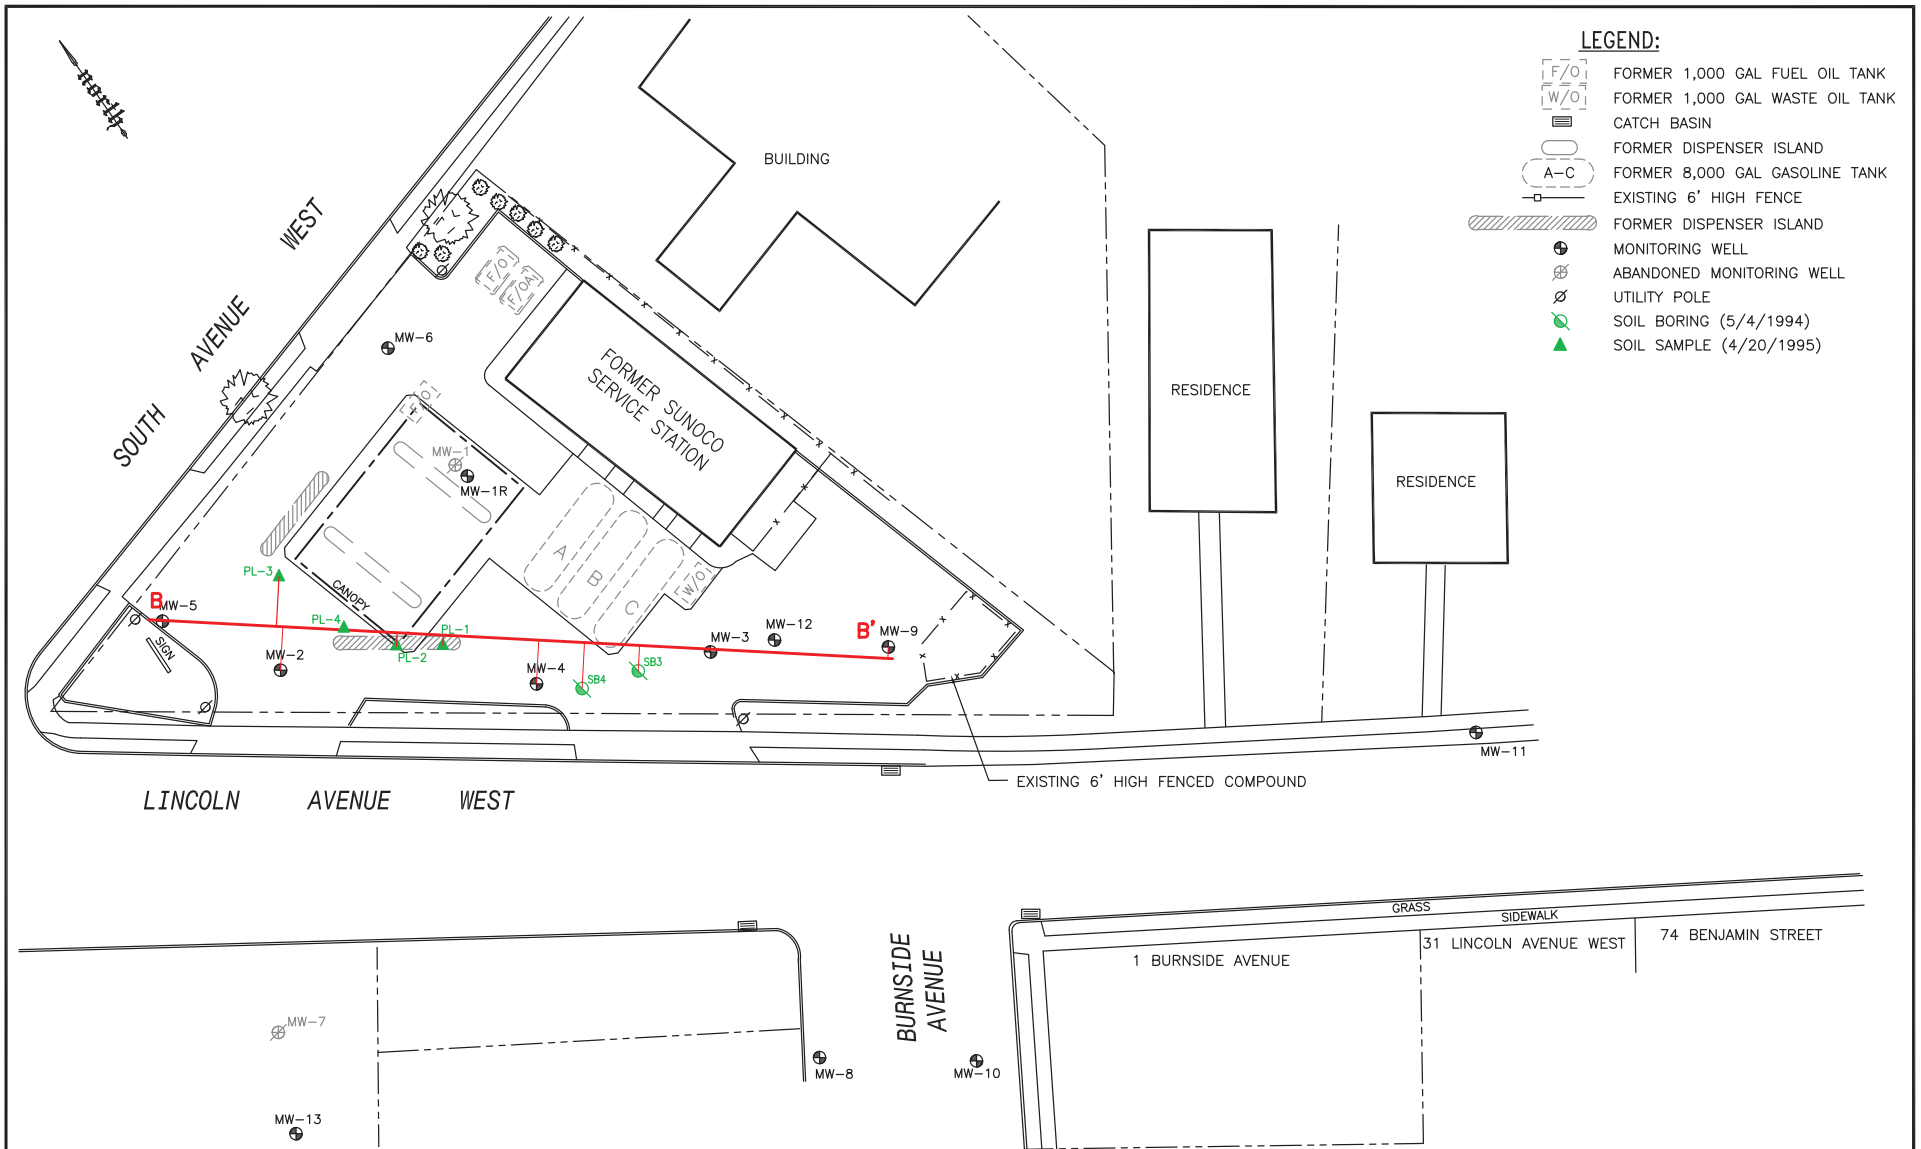 north
LEGEND:
F/O FORMER 1,000 GAL FUEL OIL TANK
W/O FORMER 1,000 GAL WASTE OIL TANK
CATCH BASIN
FORMER DISPENSER ISLAND
A-C FORMER 8,000 GAL GASOLINE TANK
EXISTING 6' HIGH FENCE
FORMER DISPENSER ISLAND
MONITORING WELL
ABANDONED MONITORING WELL
UTILITY POLE
SOIL BORING (5/4/1994)
SOIL SAMPLE (4/20/1995)
BUILDING
SOUTH AVENUE WEST
F/O
F/OA
MW-6
FORMER SUNOCO
SERVICE STATION
RESIDENCE
RESIDENCE
F/O
MW-1
MW-1R
A
B
C
W/O
PL-3
CANOPY
B
MW-5
PL-4
PL-1
PL-2
SIGN
MW-2
MW-4
SB4
SB3
MW-3
MW-12
B'
MW-9
MW-11
EXISTING 6' HIGH FENCED COMPOUND
LINCOLN AVENUE WEST
BURNSIDE
AVENUE
GRASS
SIDEWALK
1 BURNSIDE AVENUE
31 LINCOLN AVENUE WEST
74 BENJAMIN STREET
MW-7
MW-8
MW-10
MW-13